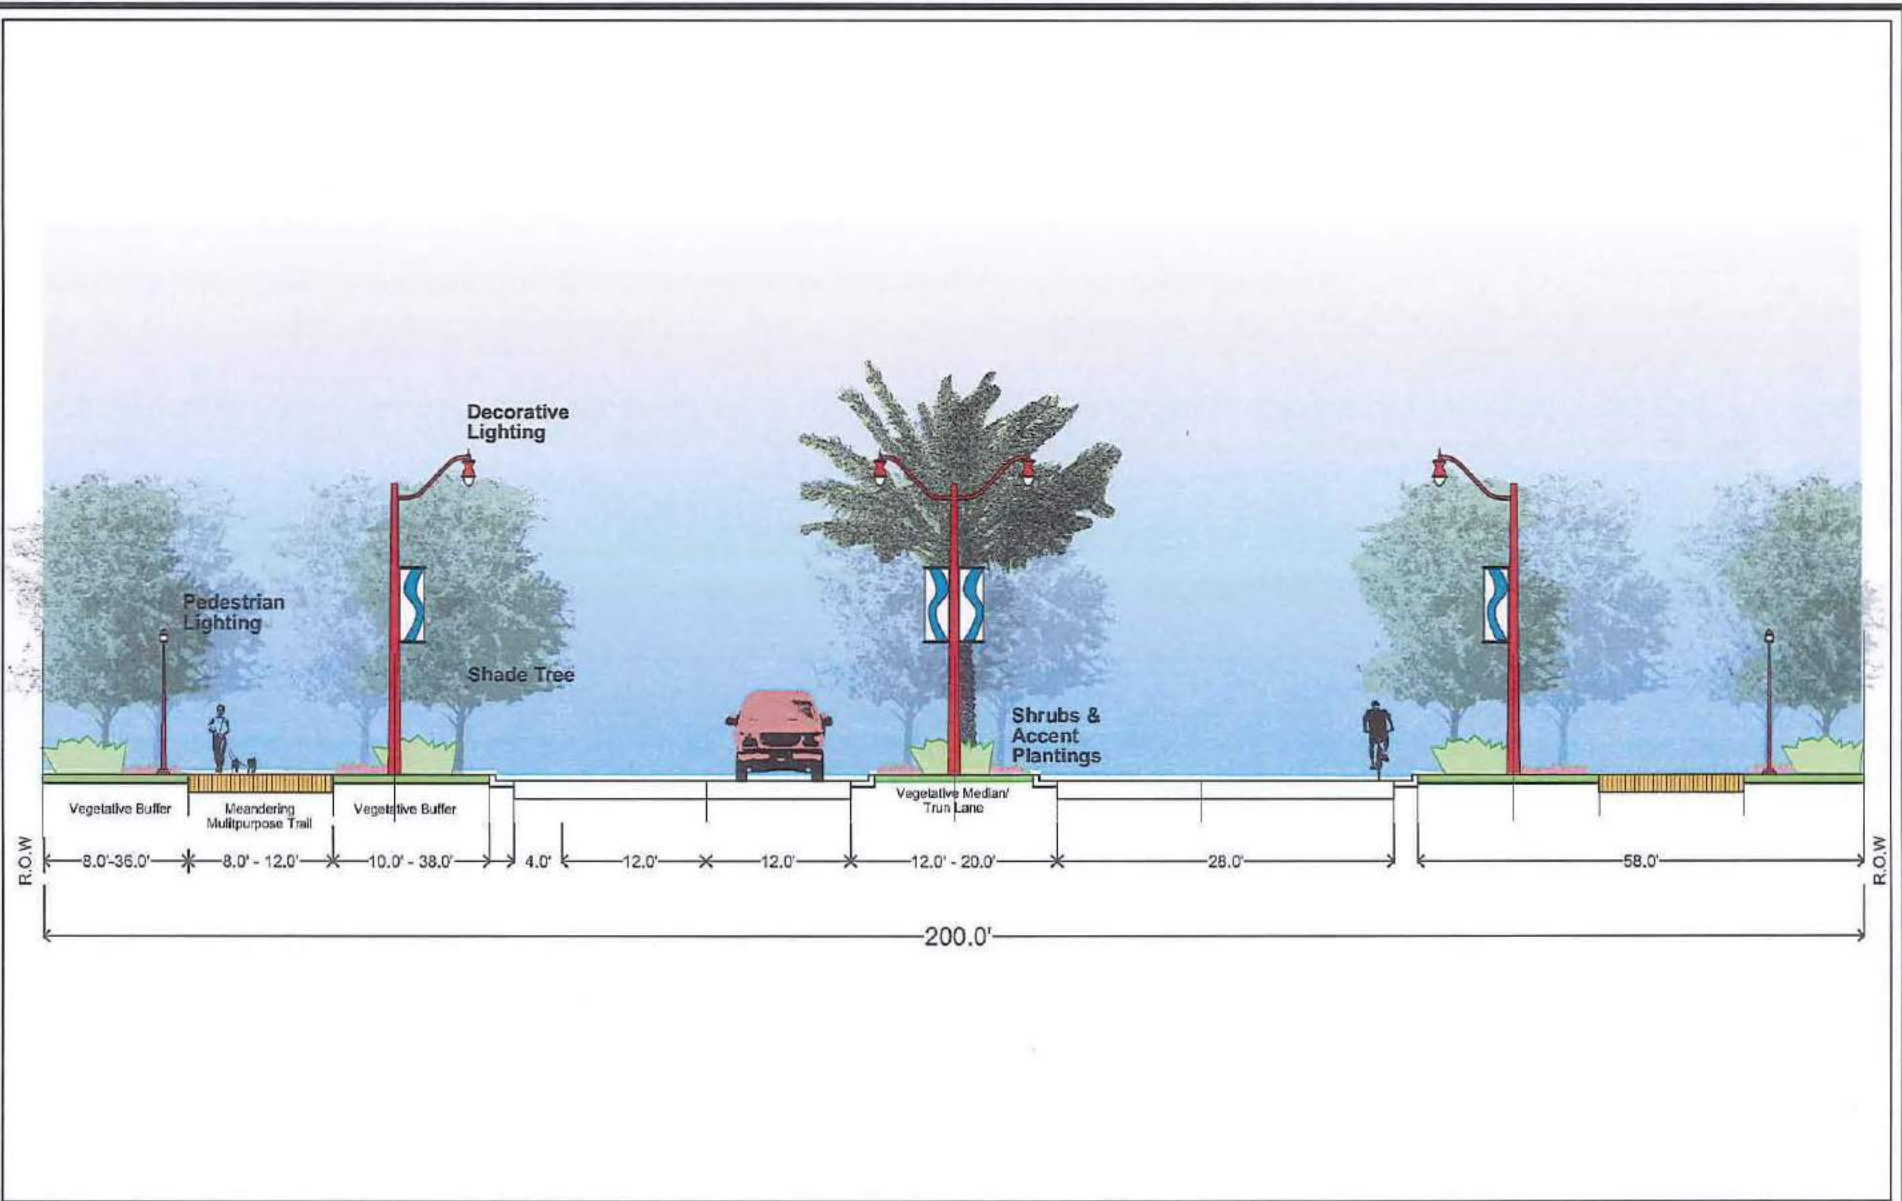 Decorative
Lighting
Pedestrian
Lighting
Shade Tree
Shrubs &
Accent
Plantings
Vegetative Buffer
Meandering
Mulitpurpose Trail
Vegetative Buffer
Vegetative Median/
Trun Lane
R.O.W
8.0'-36.0'
8.0' - 12.0'
10.0' - 38.0'
4.0'
12.0'
12.0'
12.0' - 20.0'
28.0'
58.0'
R.O.W
200.0'